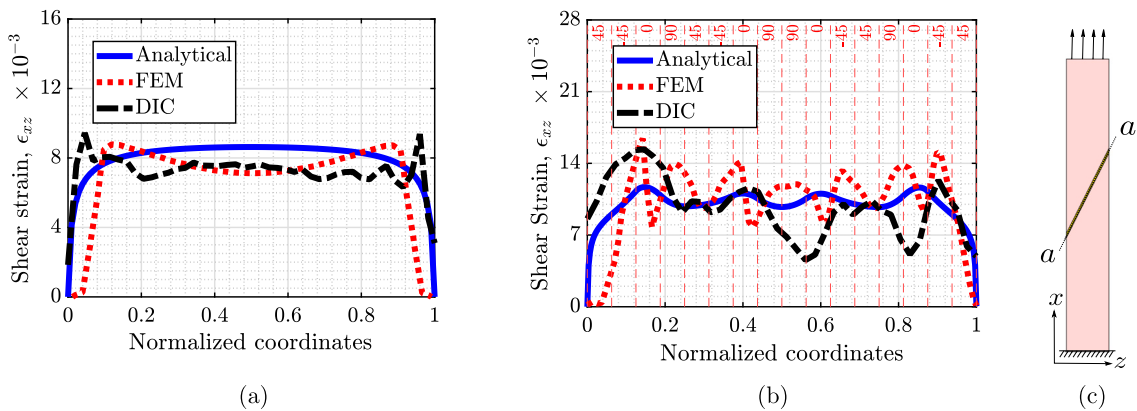 16
12
8
4
0
Shear strain, ϵxz × 10⁻³
Analytical
FEM
DIC
0 0.2 0.4 0.6 0.8 1
Normalized coordinates
(a)
28
21
14
7
0
Shear Strain, ϵxz × 10⁻³
45 -45 0 90 45 -45 0 90 90 0 -45 45 90 0 -45 45
Analytical
FEM
DIC
0 0.2 0.4 0.6 0.8 1
Normalized coordinates
(b)
a
a
x
z
(c)